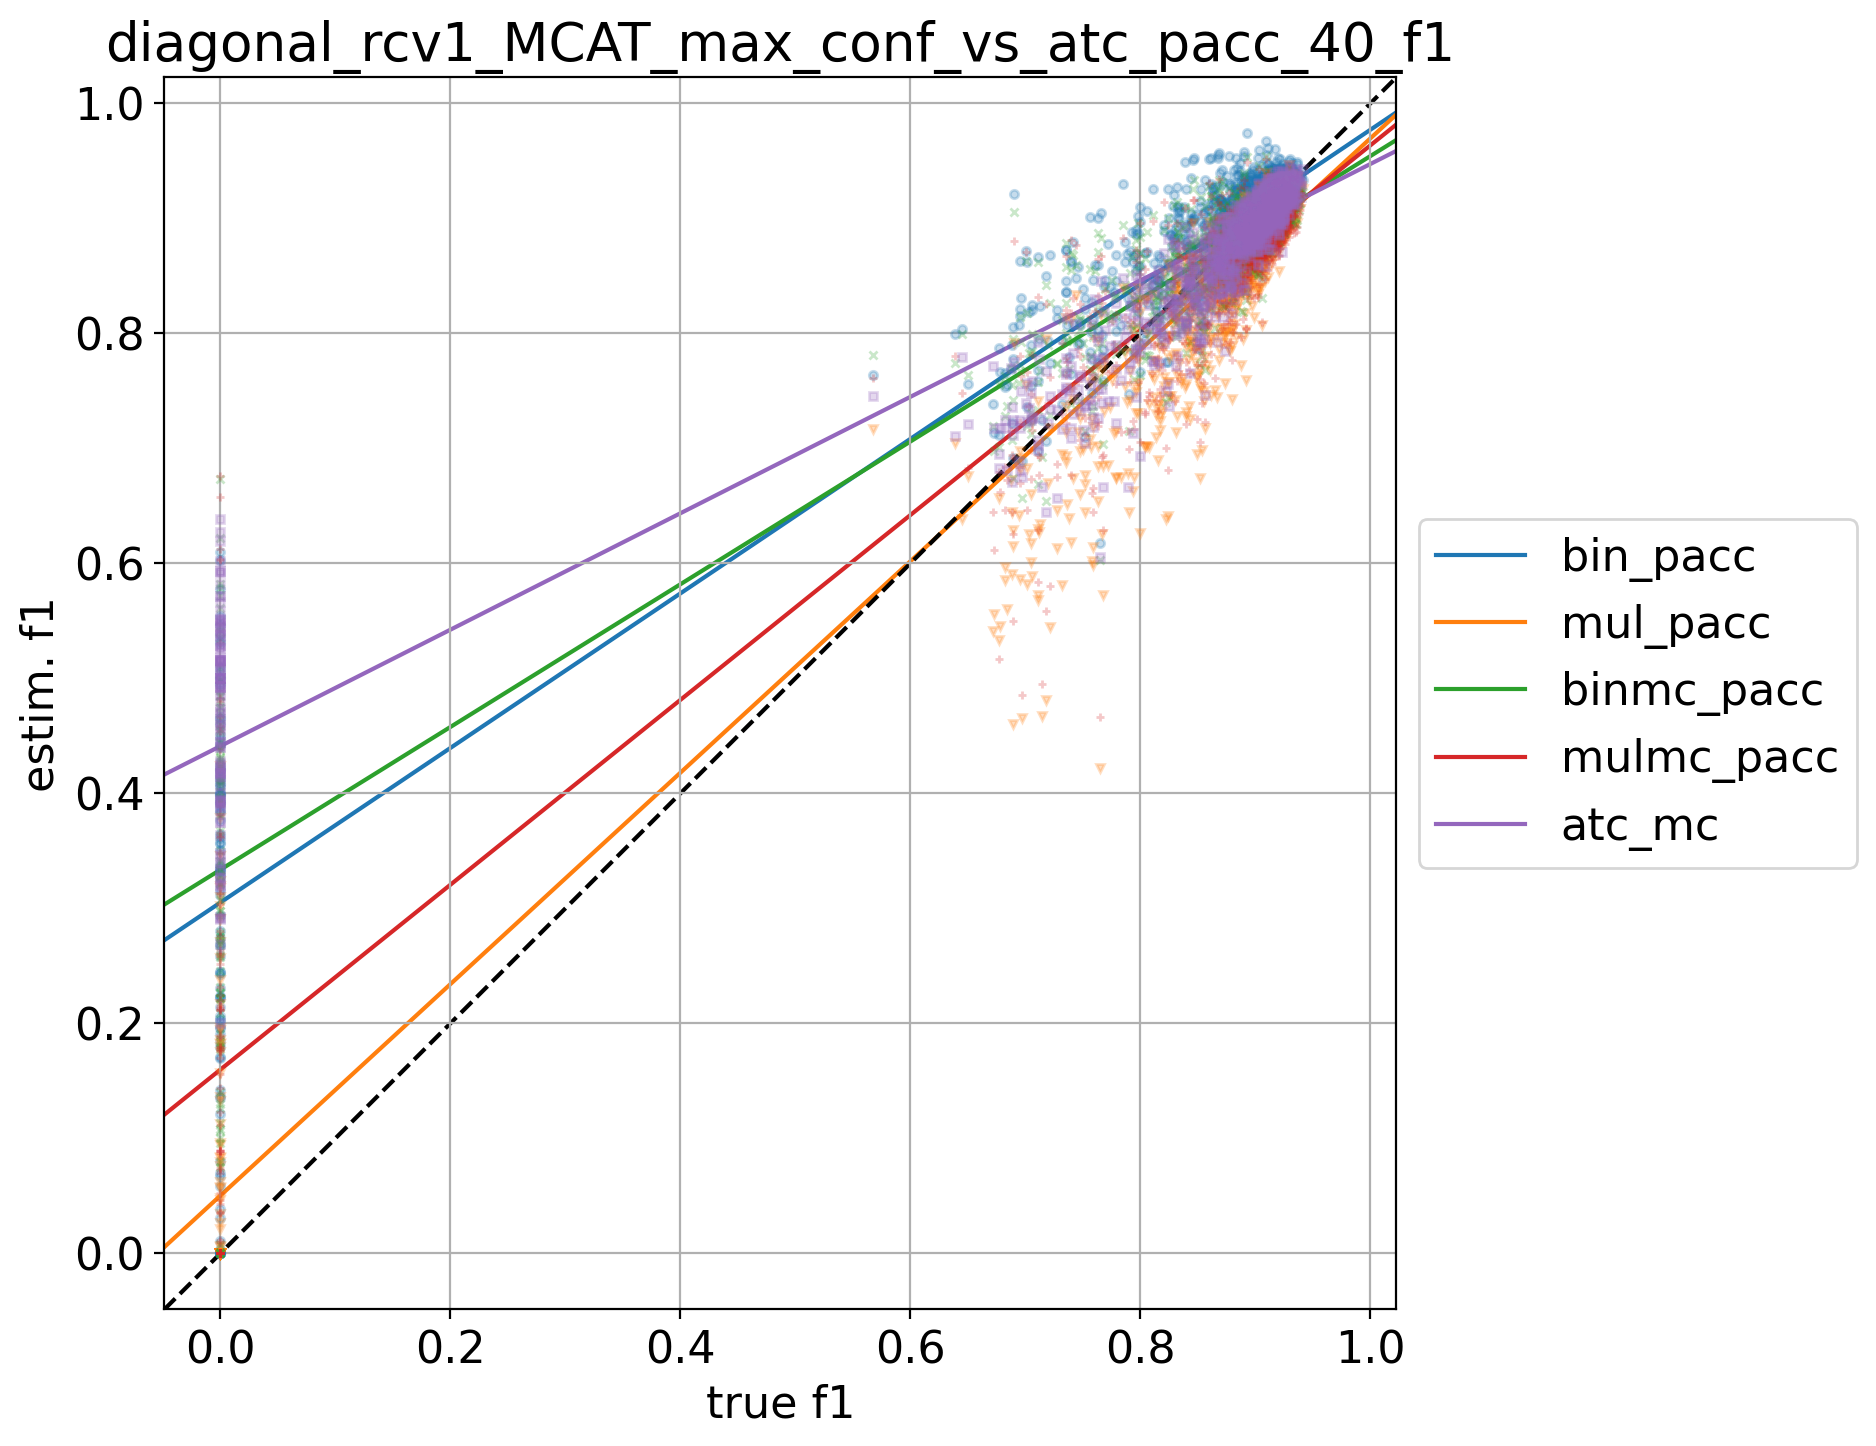 diagonal_rcv1_MCAT_max_conf_vs_atc_pacc_40_f1
1.0
0.8
0.6
0.4
0.2
0.0
estim. f1
0.0 0.2 0.4 0.6 0.8 1.0
true f1
bin_pacc
mul_pacc
binmc_pacc
mulmc_pacc
atc_mc